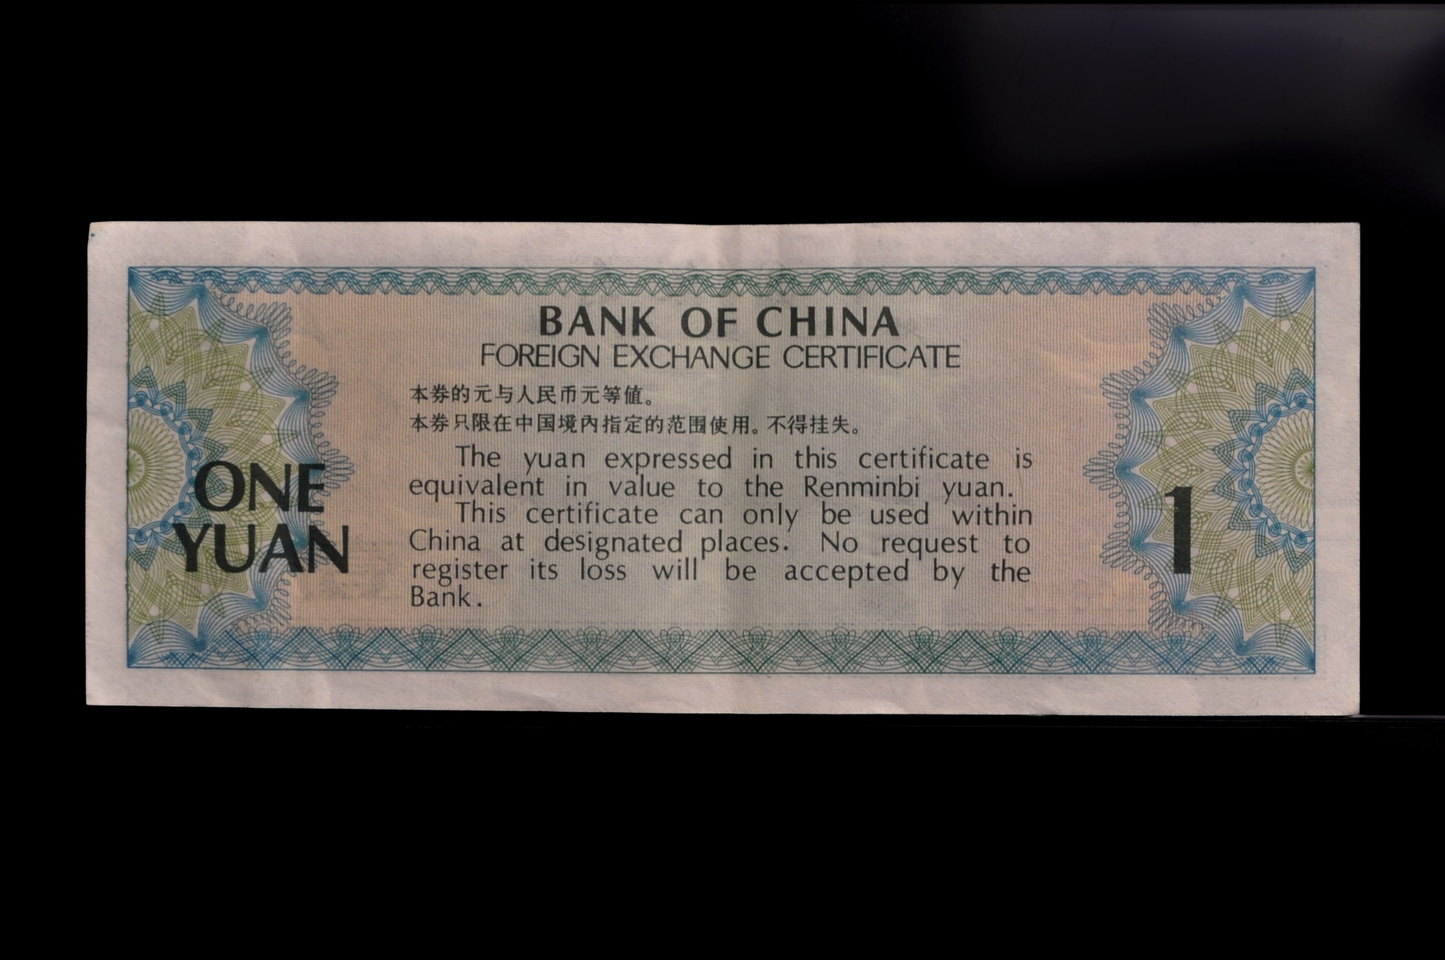 BANK OF CHINA
FOREIGN EXCHANGE CERTIFICATE
本券的元与人民币元等值。
本券只限在中国境内指定的范围使用。不得挂失。
The yuan expressed in this certificate is
equivalent in value to the Renminbi yuan.
This certificate can only be used within
China at designated places. No request to
register its loss will be accepted by the
Bank.
ONE
YUAN
1